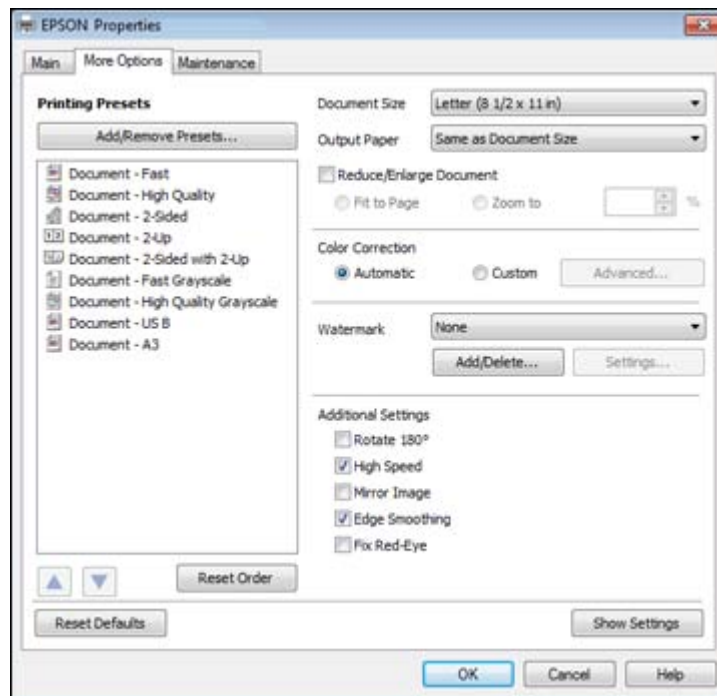 EPSON Properties
Main
More Options
Maintenance
Printing Presets
Add/Remove Presets...
Document - Fast
Document - High Quality
Document - 2-Sided
Document - 2-Up
Document - 2-Sided with 2-Up
Document - Fast Grayscale
Document - High Quality Grayscale
Document - US B
Document - A3
Reset Order
Document Size
Letter (8 1/2 x 11 in)
Output Paper
Same as Document Size
Reduce/Enlarge Document
Fit to Page
Zoom to
%
Color Correction
Automatic
Custom
Advanced...
Watermark
None
Add/Delete...
Settings...
Additional Settings
Rotate 180°
High Speed
Mirror Image
Edge Smoothing
Fix Red-Eye
Reset Defaults
Show Settings
OK
Cancel
Help